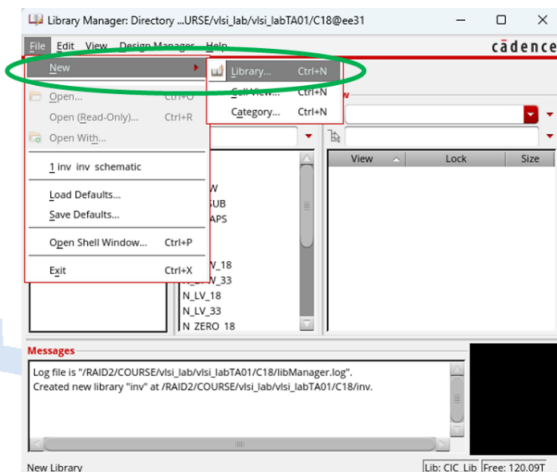 Library Manager: Directory ...URSE/vlsi_lab/vlsi_labTA01/C18@ee31
File Edit View Design Manager Help
cādence
New
Library... Ctrl+N
Open... Ctrl+O
Cell View... Ctrl+N
Open (Read-Only)... Ctrl+R
Category... Ctrl+N
Open With...
1 inv inv schematic
View Lock Size
Load Defaults...
Save Defaults...
Open Shell Window... Ctrl+P
Exit Ctrl+X
N_LV_18
N_LV_33
N_ZERO_18
Messages
Log file is "/RAID2/COURSE/vlsi_lab/vlsi_labTA01/C18/libManager.log".
Created new library "inv" at /RAID2/COURSE/vlsi_lab/vlsi_labTA01/C18/inv.
New Library
Lib: CIC_Lib Free: 120.09T